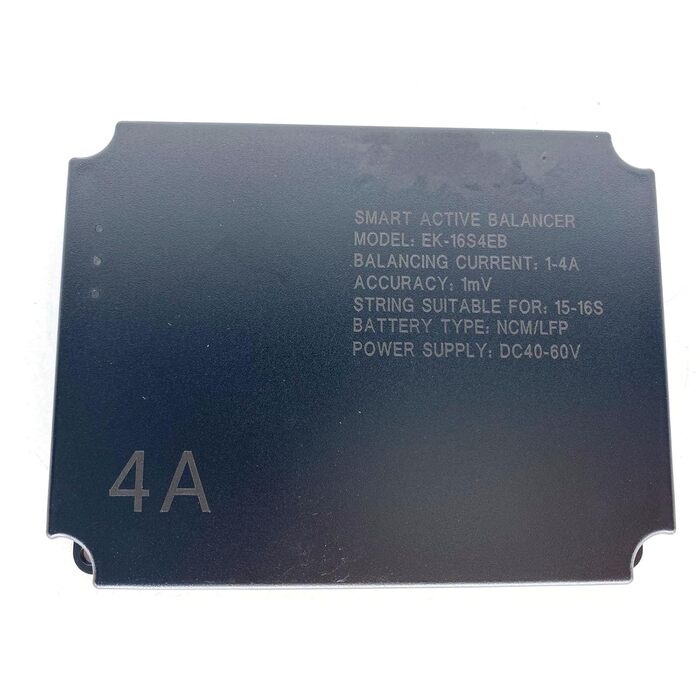 SMART ACTIVE BALANCER
MODEL: EK-16S4EB
BALANCING CURRENT: 1-4A
ACCURACY: 1mV
STRING SUITABLE FOR: 15-16S
BATTERY TYPE: NCM/LFP
POWER SUPPLY: DC40-60V
4A